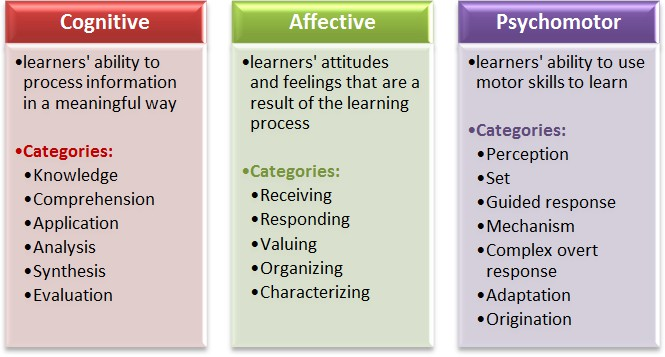 Cognitive
•learners' ability to
process information
in a meaningful way
•Categories:
•Knowledge
•Comprehension
•Application
•Analysis
•Synthesis
•Evaluation
Affective
•learners' attitudes
and feelings that are a
result of the learning
process
•Categories:
•Receiving
•Responding
•Valuing
•Organizing
•Characterizing
Psychomotor
•learners' ability to use
motor skills to learn
•Categories:
•Perception
•Set
•Guided response
•Mechanism
•Complex overt
response
•Adaptation
•Origination